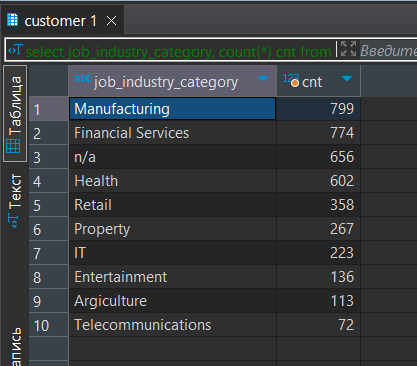 customer 1
select job_industry_category, count(*) cnt from
Введите
Таблица
Текст
апись
job_industry_category cnt
1 Manufacturing 799
2 Financial Services 774
3 n/a 656
4 Health 602
5 Retail 358
6 Property 267
7 IT 223
8 Entertainment 136
9 Argiculture 113
10 Telecommunications 72